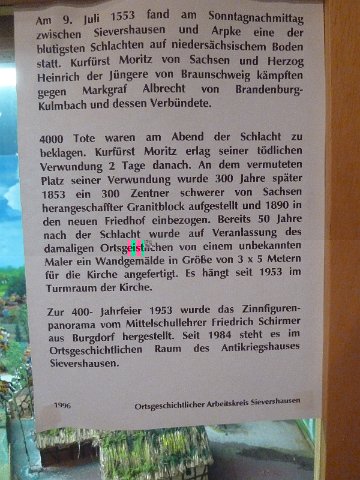 Am 9. Juli 1553 fand am Sonntagnachmittag
zwischen Sievershausen und Arpke eine der
blutigsten Schlachten auf niedersächsischem Boden
statt. Kurfürst Moritz von Sachsen und Herzog
Heinrich der Jüngere von Braunschweig kämpften
gegen Markgraf Albrecht von Brandenburg-
Kulmbach und dessen Verbündete.
4000 Tote waren am Abend der Schlacht zu
beklagen. Kurfürst Moritz erlag seiner tödlichen
Verwundung 2 Tage danach. An dem vermuteten
Platz seiner Verwundung wurde 300 Jahre später
1853 ein 300 Zentner schwerer von Sachsen
herangeschaffter Granitblock aufgestellt und 1890 in
den neuen Friedhof einbezogen. Bereits 50 Jahre
nach der Schlacht wurde auf Veranlassung des
damaligen von einem unbekannten
Maler ein Wandgemälde in Größe von 3 x 5 Metern
für die Kirche angefertigt. Es hängt seit 1953 im
Turmraum der Kirche.
Zur 400- Jahrfeier 1953 wurde das Zinnfiguren-
panorama vom Mittelschullehrer Friedrich Schirmer
aus Burgdorf hergestellt. Seit 1984 steht es im
Ortsgeschichtlichen Raum des Antikriegshauses
Sievershausen.
1996 Ortsgeschichtlicher Arbeitskreis Sievershausen